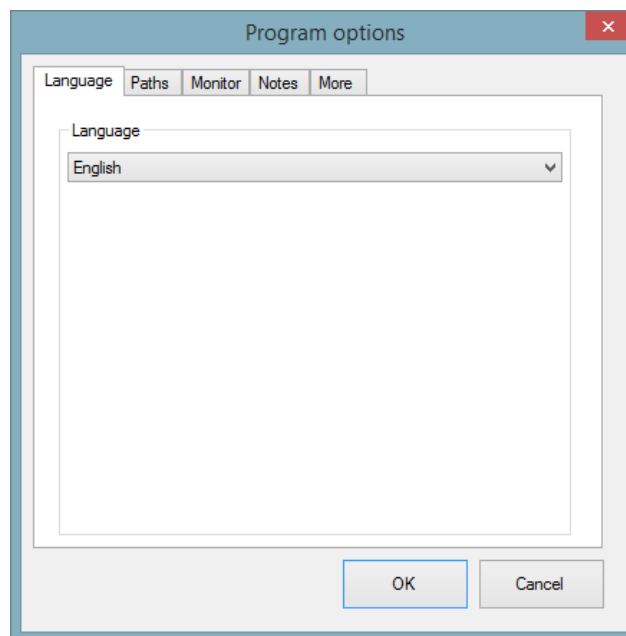 Program options
Language Paths Monitor Notes More
Language
English
OK Cancel